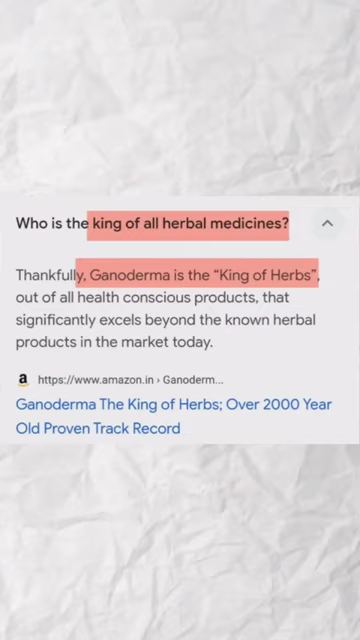 Who is the king of all herbal medicines?
Thankfully, Ganoderma is the “King of Herbs”,
out of all health conscious products, that
significantly excels beyond the known herbal
products in the market today.
a https://www.amazon.in › Ganoderm...
Ganoderma The King of Herbs; Over 2000 Year
Old Proven Track Record